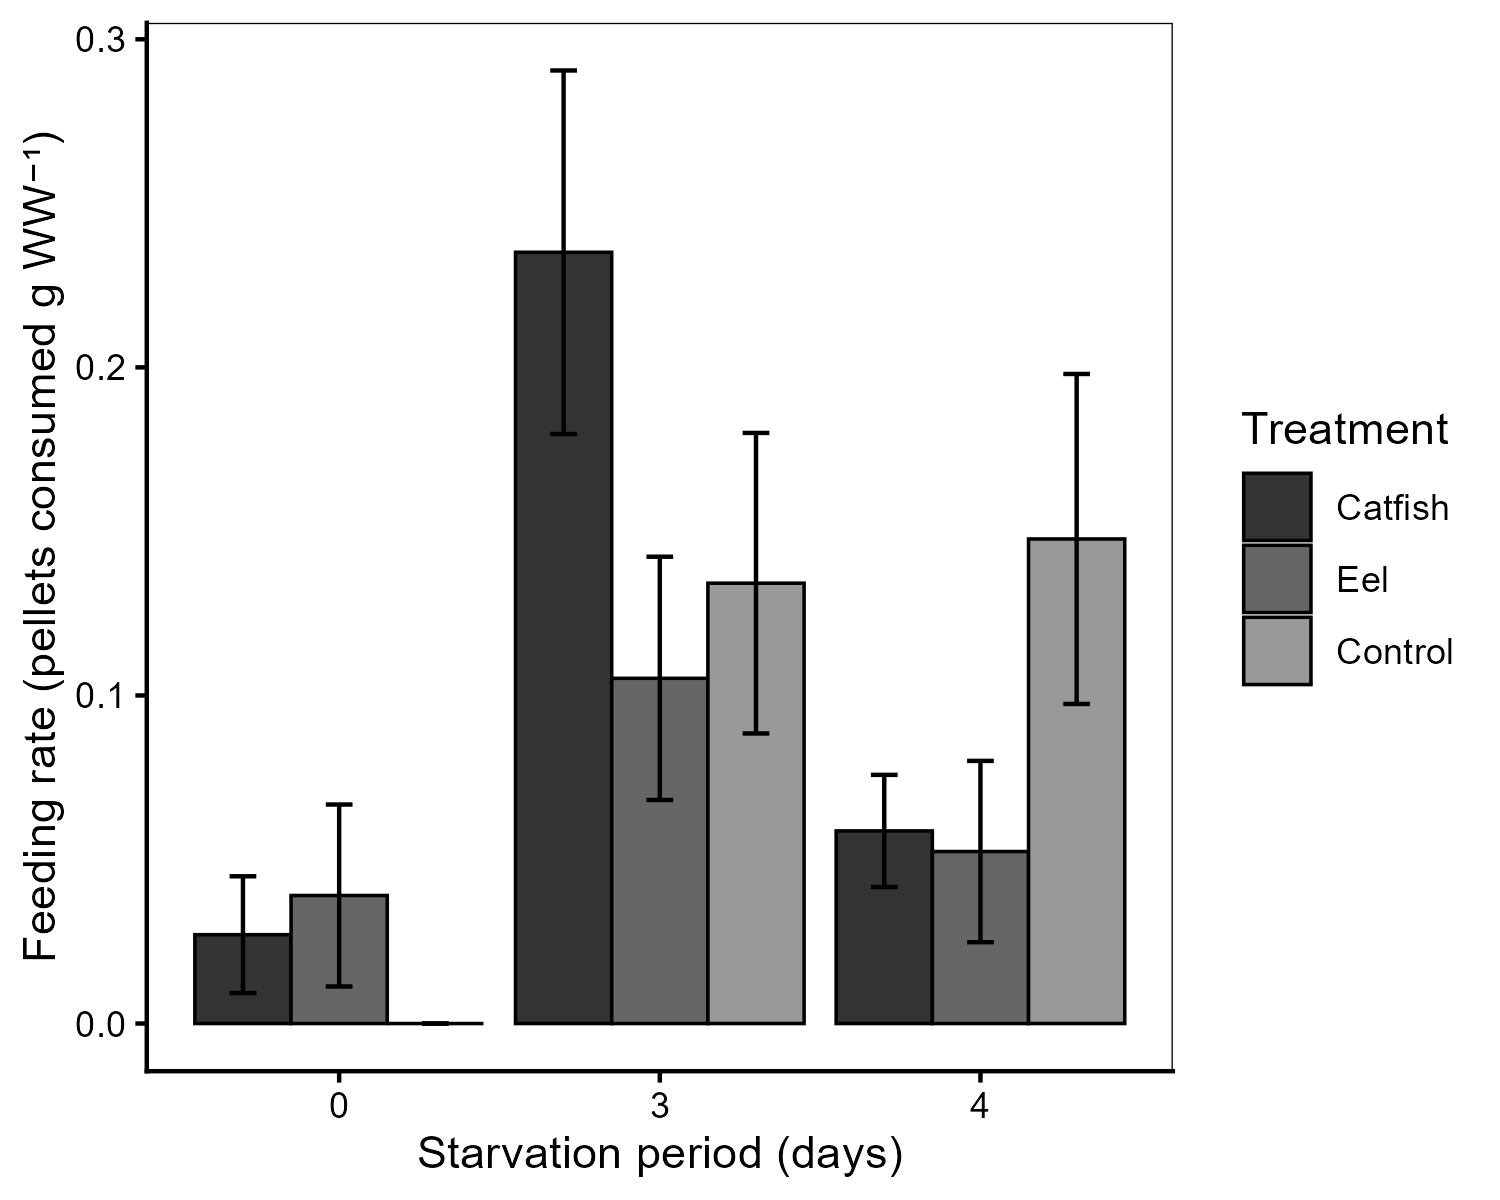 Feeding rate (pellets consumed g WW⁻¹)
0.3
0.2
0.1
0.0
0 3 4
Starvation period (days)
Treatment
Catfish
Eel
Control